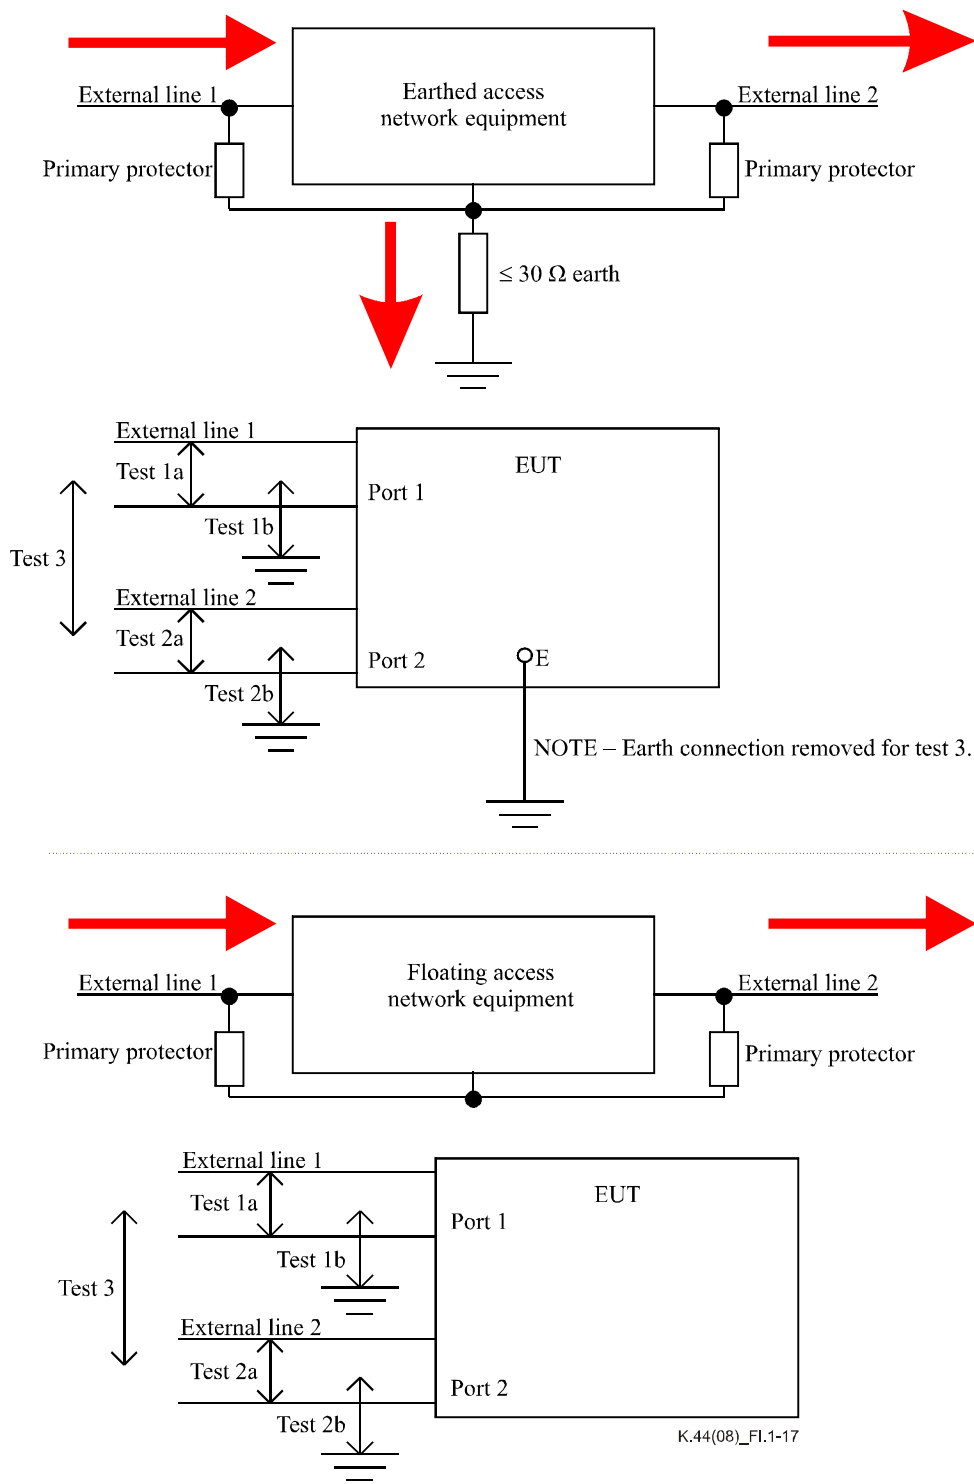 External line 1
Earthed access
network equipment
External line 2
Primary protector
Primary protector
≤ 30 Ω earth
External line 1
EUT
Test 1a
Port 1
Test 1b
Test 3
External line 2
Test 2a
Port 2
E
Test 2b
NOTE – Earth connection removed for test 3.
External line 1
Floating access
network equipment
External line 2
Primary protector
Primary protector
External line 1
EUT
Test 1a
Port 1
Test 1b
Test 3
External line 2
Test 2a
Port 2
Test 2b
K.44(08)_FI.1-17